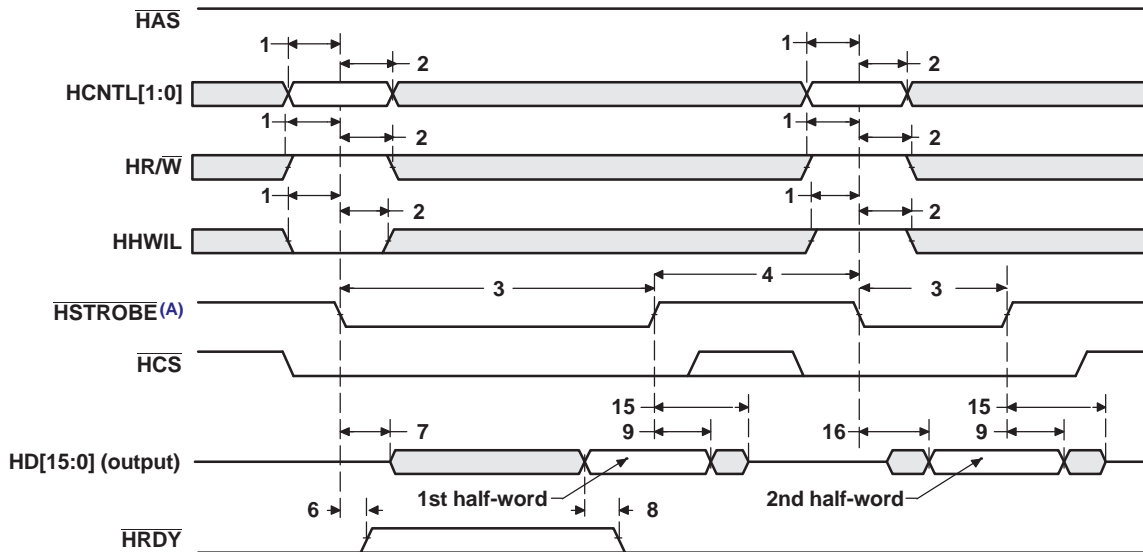 HAS
1
2
1
2
HCNTL[1:0]
1
2
1
2
HR/W
1
2
1
2
HHWIL
3
4
3
HSTROBE(A)
HCS
7
15
9
16
15
9
HD[15:0] (output)
1st half-word
2nd half-word
6
8
HRDY